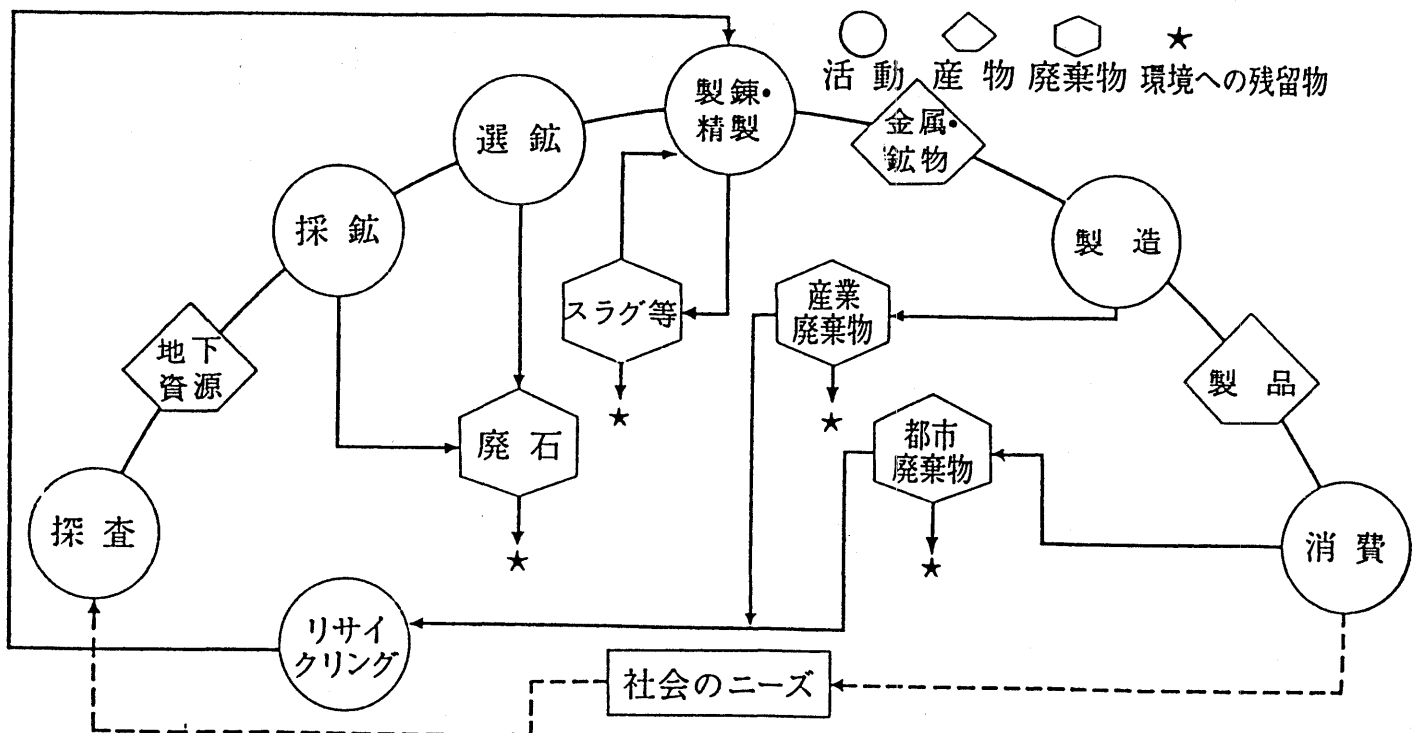 活動
産物
廃棄物
環境への残留物
製錬・
精製
選鉱
金属・
鉱物
採鉱
製造
スラグ等
産業
廃棄物
地下
資源
製品
廃石
都市
廃棄物
探査
消費
リサイ
クリング
社会のニーズ